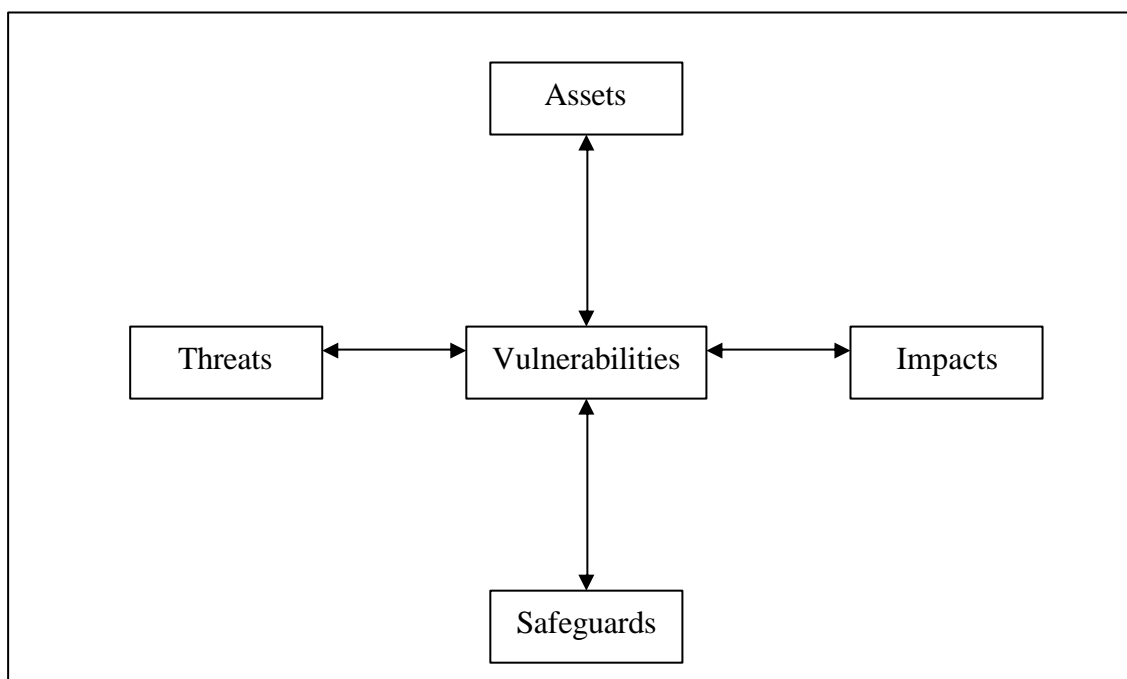 Assets
Threats
Vulnerabilities
Impacts
Safeguards